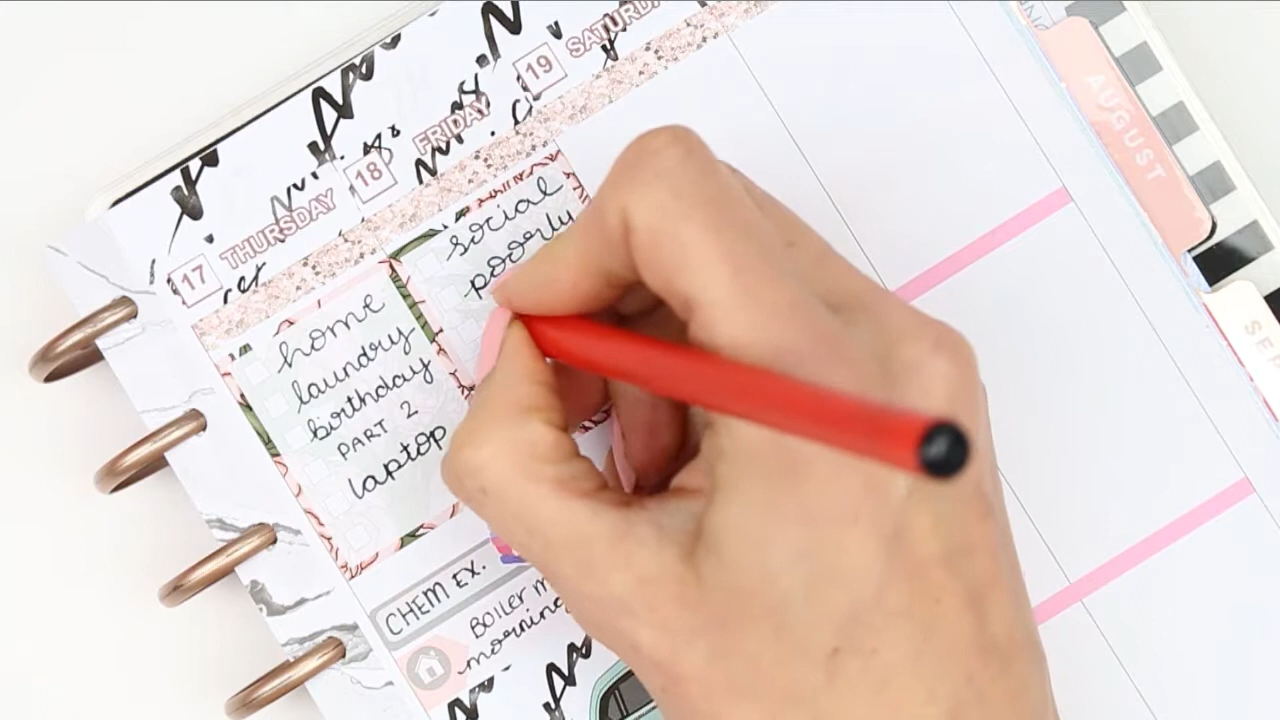 17 THURSDAY
18 FRIDAY
19 SATURDAY
home
laundry
birthday
PART 2
laptop
social
poorly
CHEM EX.
BOILER
morning
AUGUST